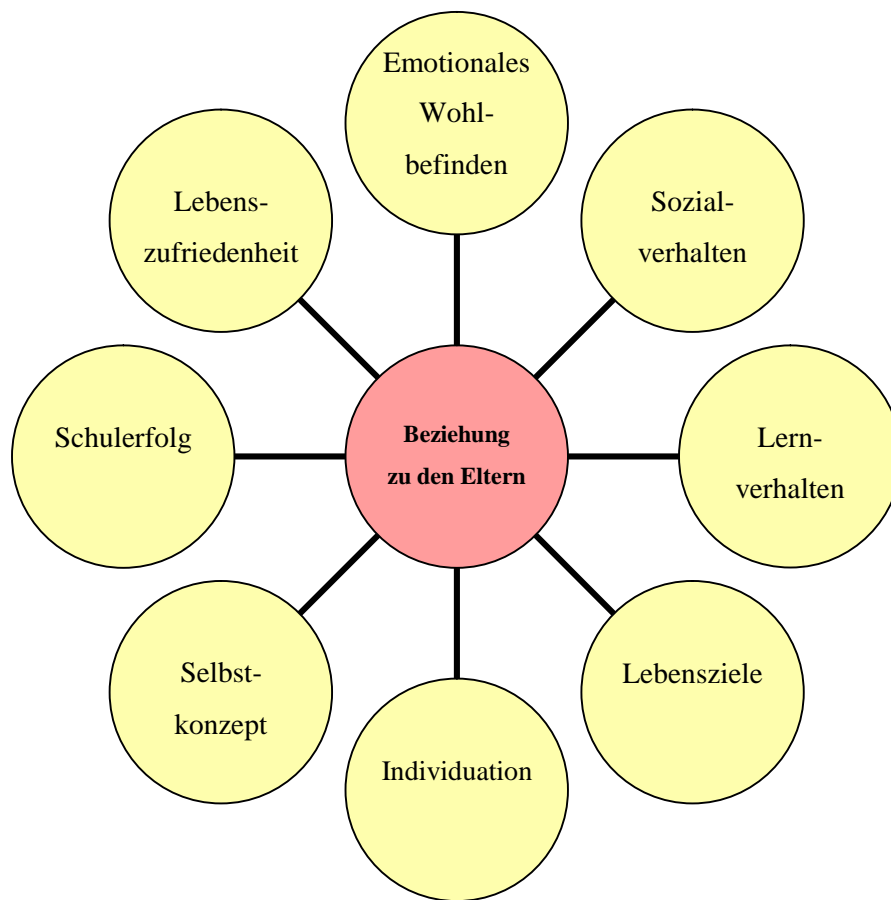 Emotionales
Wohl-
befinden
Sozial-
verhalten
Lern-
verhalten
Lebensziele
Individuation
Selbst-
konzept
Schulerfolg
Lebens-
zufriedenheit
Beziehung
zu den Eltern